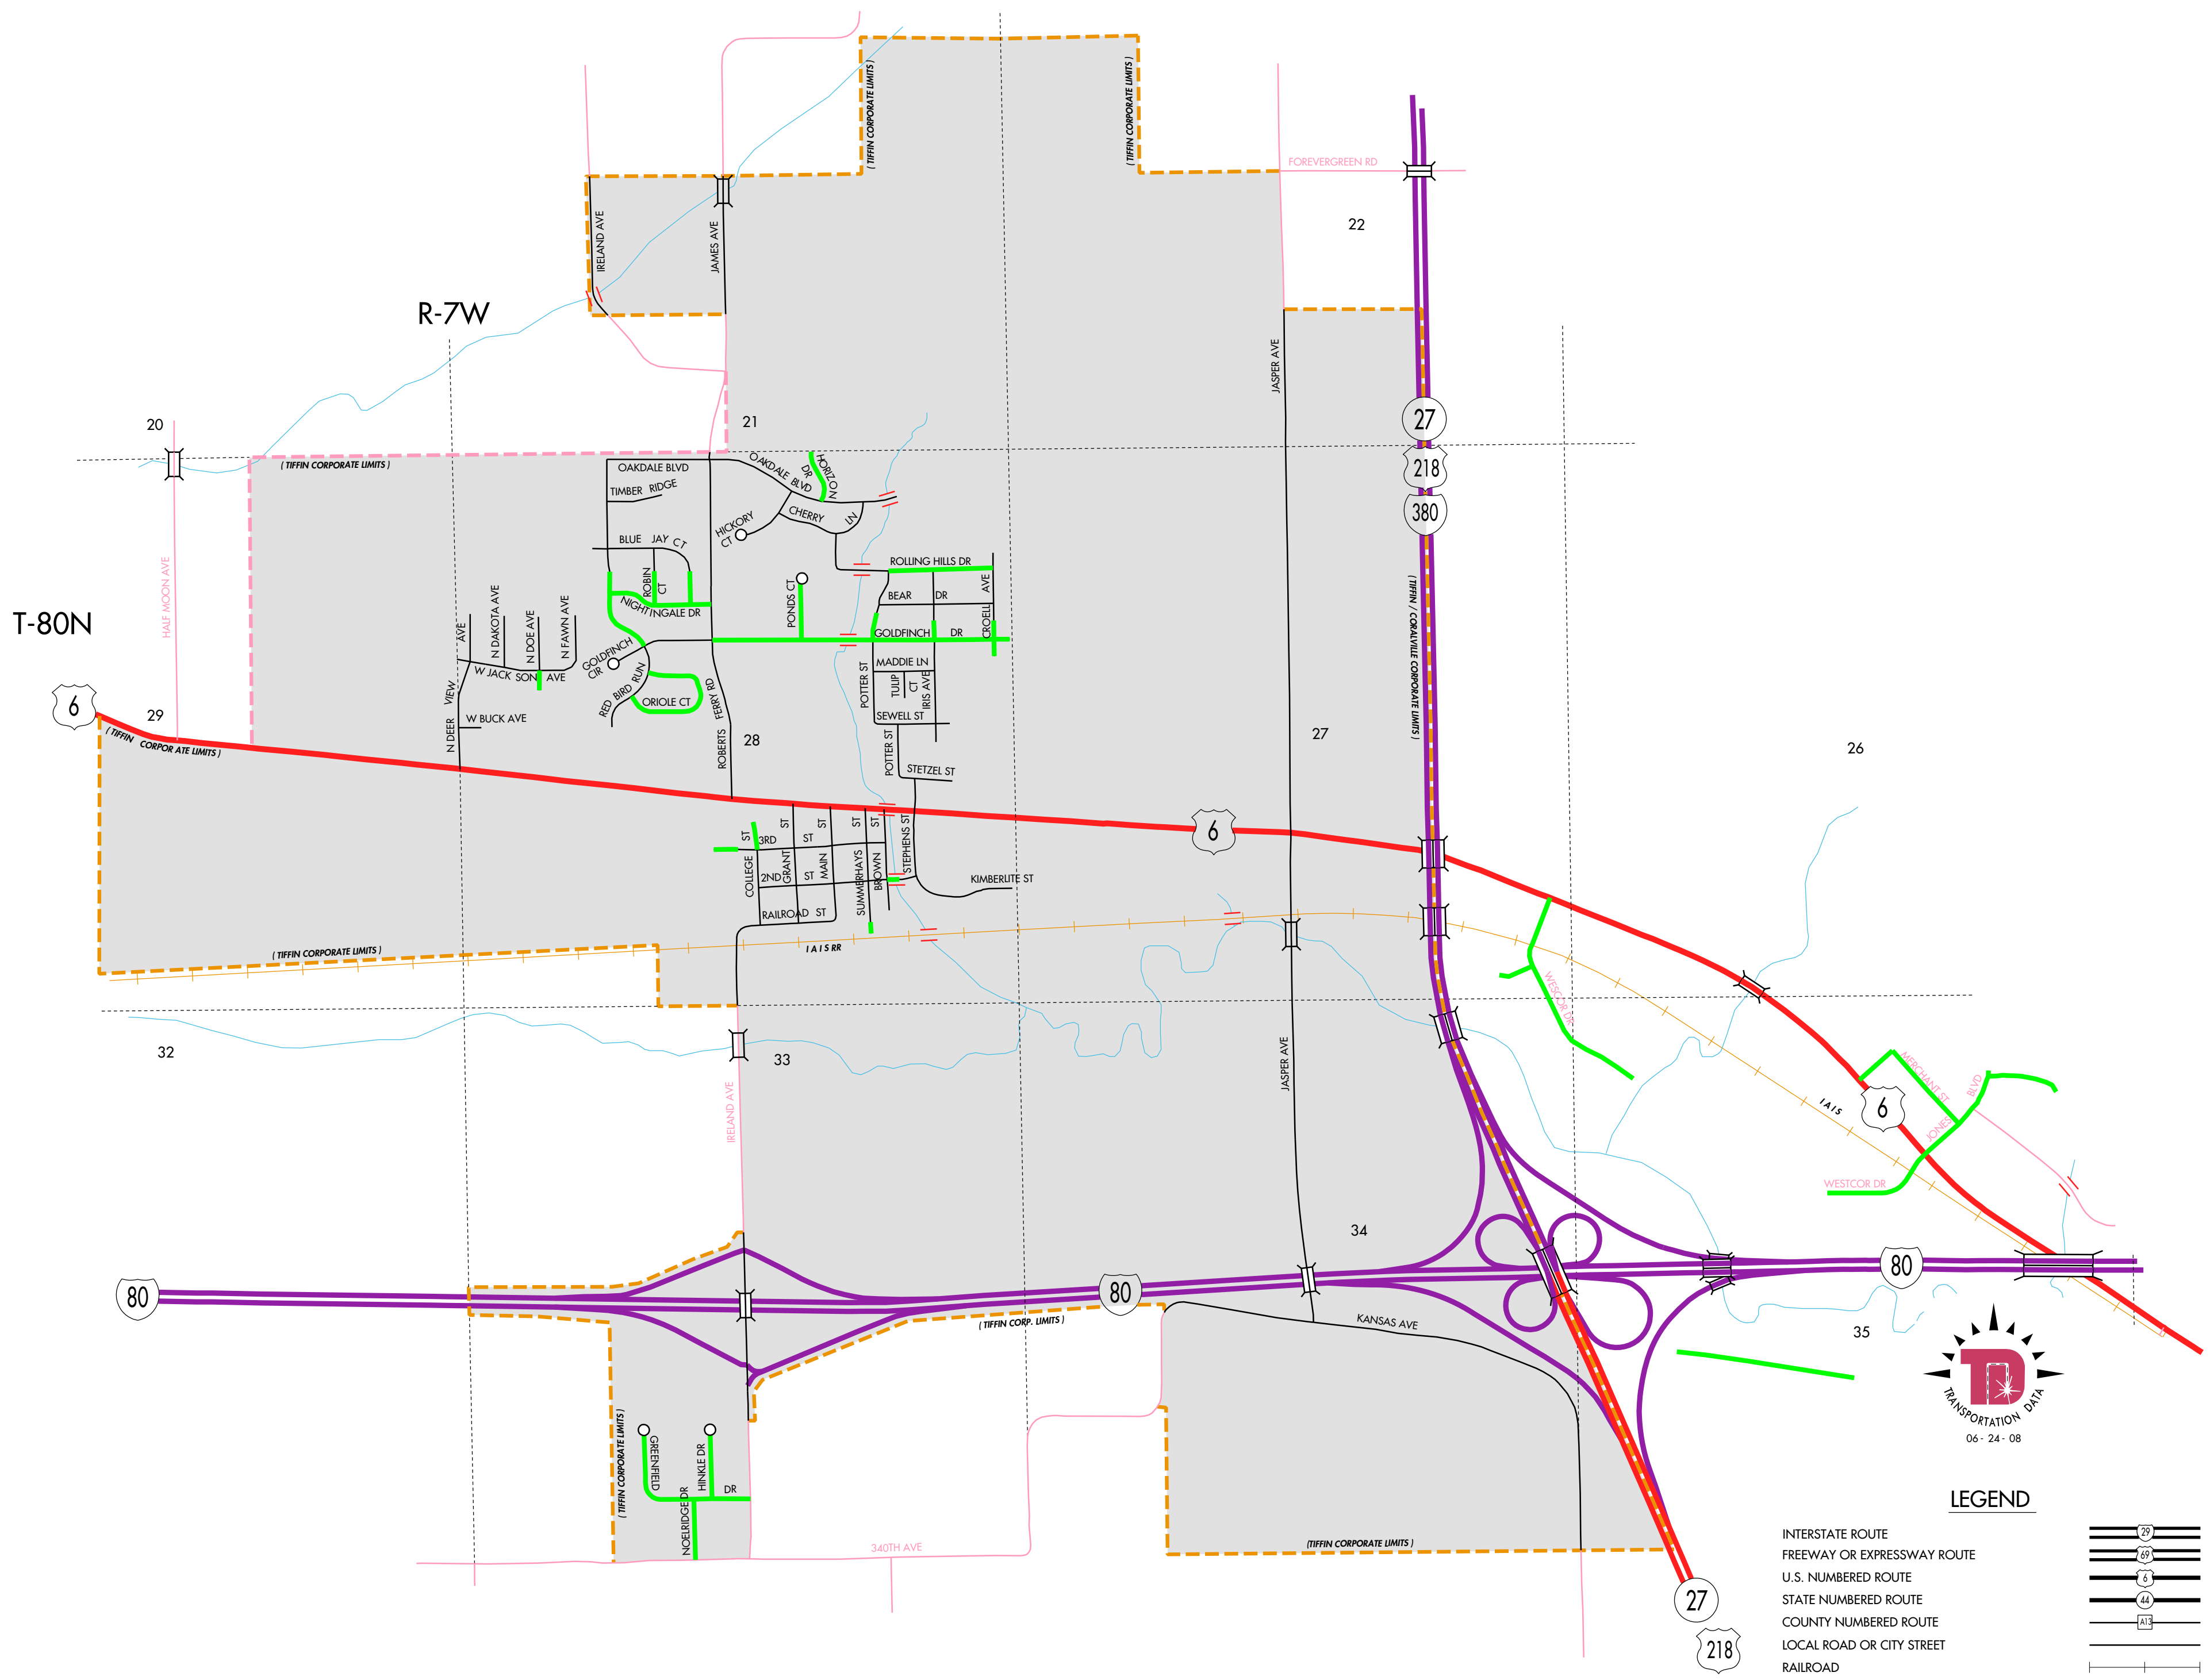 ( TIFFIN CORPORATE LIMITS )
( TIFFIN CORPORATE LIMITS )
FOREVERGREEN RD
22
IRELAND AVE
JAMES AVE
R-7W
JASPER AVE
27
20
21
( TIFFIN CORPORATE LIMITS )
218
380
OAKDALE BLVD
OAKDALE BLVD
HORIZON DR
TIMBER RIDGE
HICKORY CT
CHERRY LN
BLUE JAY CT
ROBIN CT
ROLLING HILLS DR
HALF MOON AVE
T-80N
PONDS CT
BEAR DR
CROELL AVE
NIGHTINGALE DR
N DAKOTA AVE
N DOE AVE
N FAWN AVE
GOLDFINCH DR
GOLDFINCH CIR
( TIFFIN / CORALVILLE CORPORATE LIMITS )
W JACKSON AVE
MADDIE LN
POTTER ST
TULIP CT
IRIS AVE
RED BIRD RUN
ORIOLE CT
ROBERTS FERRY RD
N DEER VIEW AVE
W BUCK AVE
SEWELL ST
6
29
( TIFFIN CORPORATE LIMITS )
28
27
26
POTTER ST
STETZEL ST
6
3RD ST
COLLEGE ST
GRANT ST
MAIN ST
SUMMERHAYS ST
BROWN ST
STEPHENS ST
2ND ST
KIMBERLITE ST
RAILROAD ST
( TIFFIN CORPORATE LIMITS )
I A I S RR
WESCOR DR
32
33
JASPER AVE
IRELAND AVE
I A I S
6
MERCHANT ST
JONES BLVD
WESTCOR DR
34
80
80
80
( TIFFIN CORP. LIMITS )
KANSAS AVE
35
TD
TRANSPORTATION DATA
06 - 24 - 08
( TIFFIN CORPORATE LIMITS )
GREENFIELD DR
HINKLE DR
NOELRIDGE DR
340TH AVE
(TIFFIN CORPORATE LIMITS )
27
218
LEGEND
INTERSTATE ROUTE 29
FREEWAY OR EXPRESSWAY ROUTE 69
U.S. NUMBERED ROUTE 6
STATE NUMBERED ROUTE 44
COUNTY NUMBERED ROUTE A13
LOCAL ROAD OR CITY STREET
RAILROAD